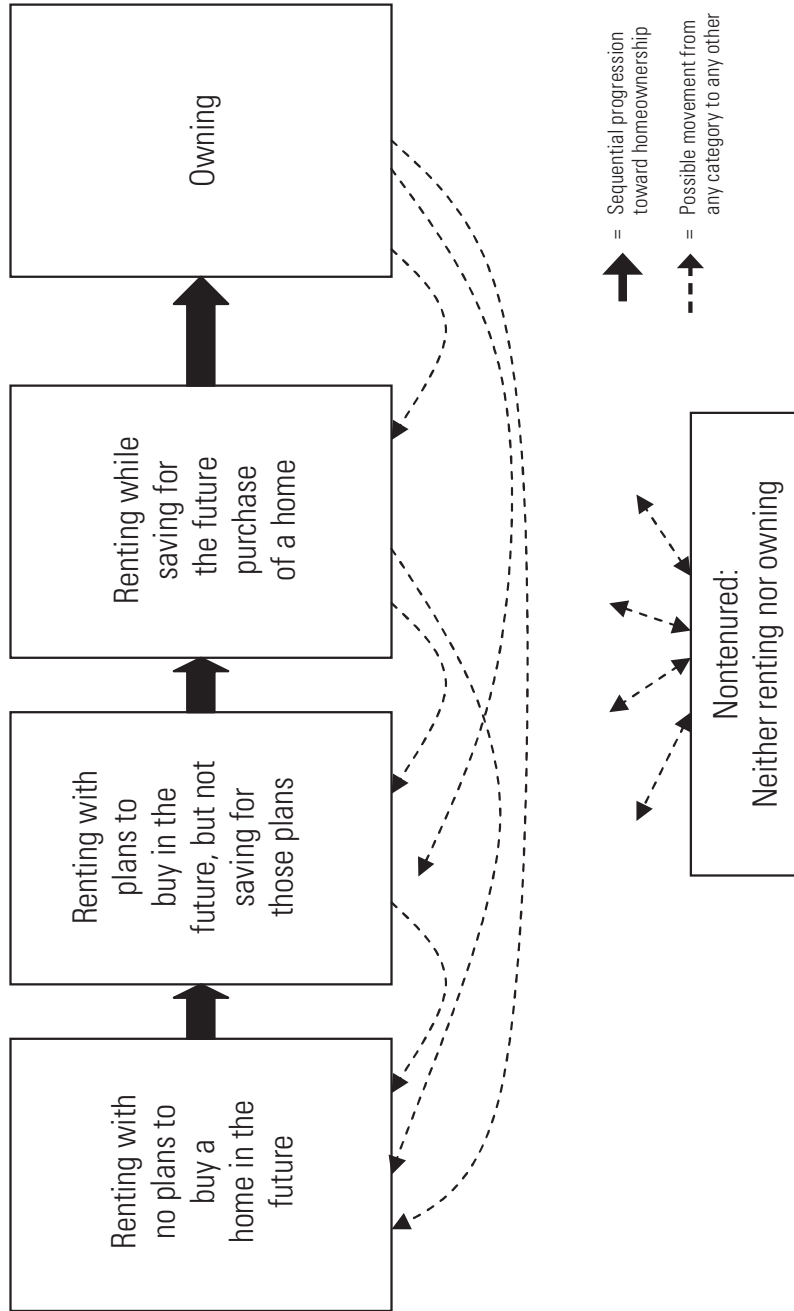 Renting with
no plans to
buy a
home in the
future
Renting with
plans to
buy in the
future, but not
saving for
those plans
Renting while
saving for
the future
purchase
of a home
Owning
Nontenured:
Neither renting nor owning
= Sequential progression
toward homeownership
= Possible movement from
any category to any other